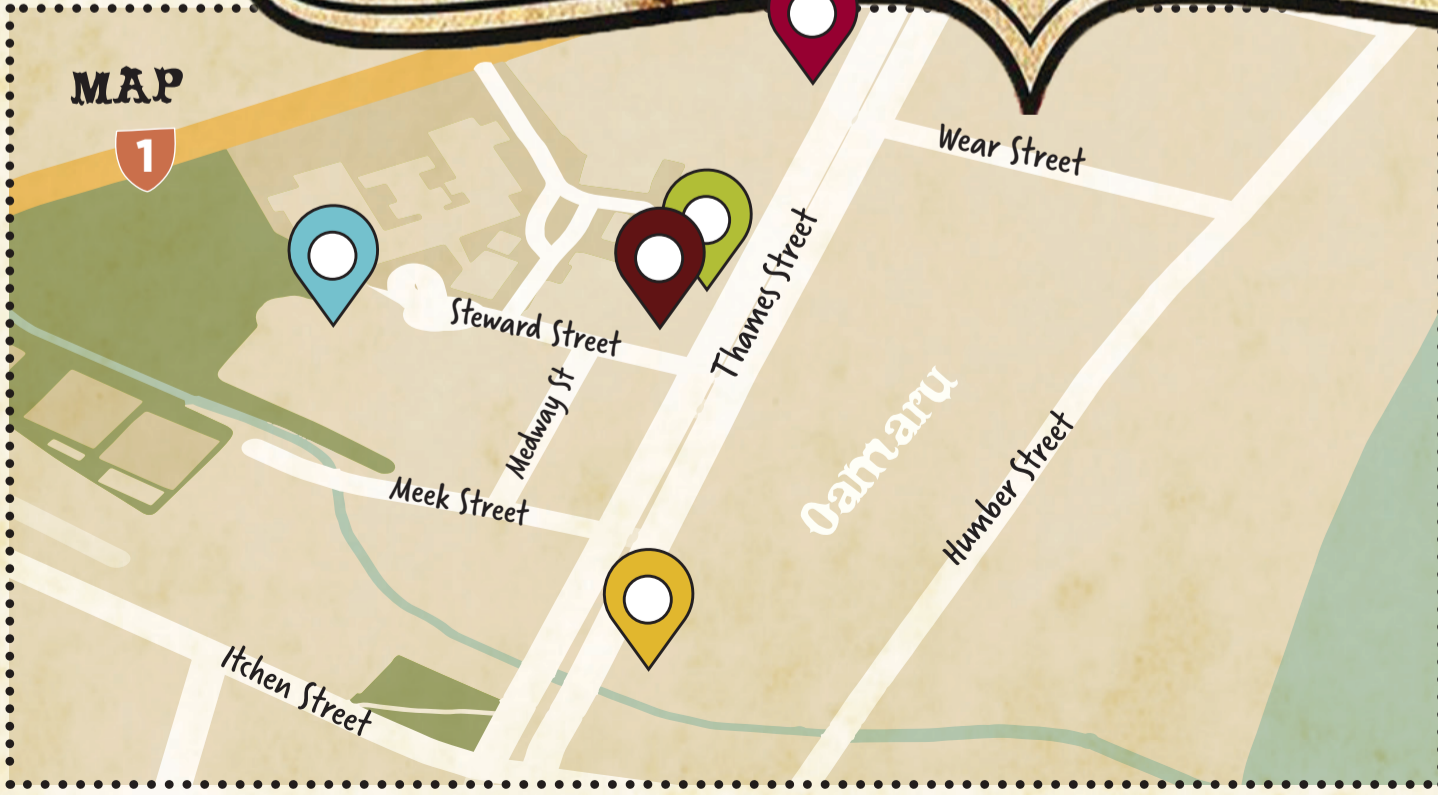 MAP
1
Wear Street
Thames Street
Steward Street
Medway St
Oamaru
Humber Street
Meek Street
Itchen Street